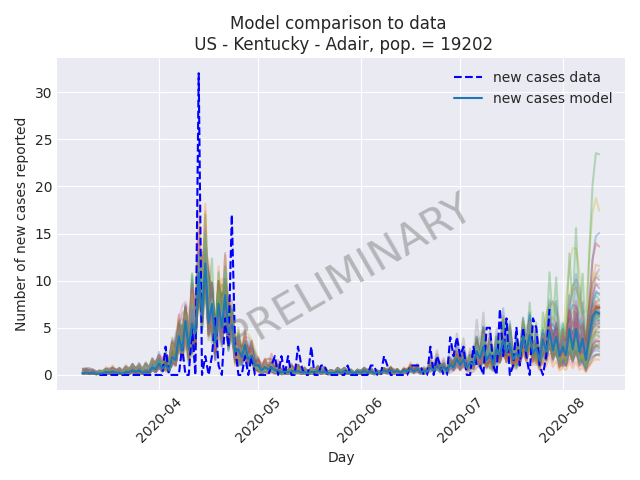 Model comparison to data
US - Kentucky - Adair, pop. = 19202
new cases data
new cases model
Number of new cases reported
30
25
20
15
10
5
0
PRELIMINARY
2020-04
2020-05
2020-06
2020-07
2020-08
Day